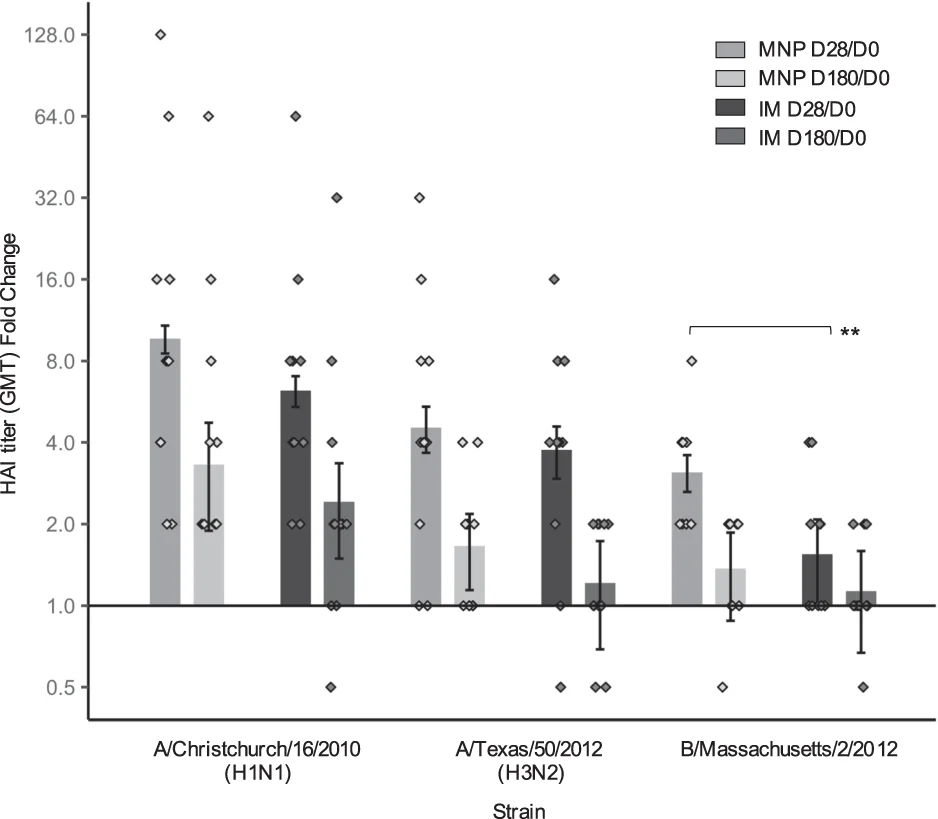 128.0
64.0
32.0
16.0
8.0
4.0
2.0
1.0
0.5
HAI titer (GMT) Fold Change
MNP D28/D0
MNP D180/D0
IM D28/D0
IM D180/D0
**
A/Christchurch/16/2010
(H1N1)
A/Texas/50/2012
(H3N2)
B/Massachusetts/2/2012
Strain